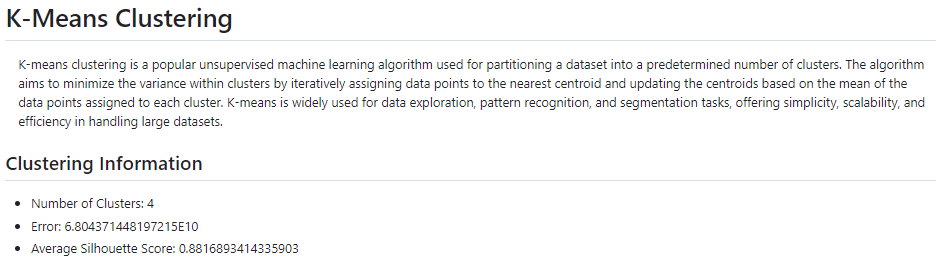 K-Means Clustering
K-means clustering is a popular unsupervised machine learning algorithm used for partitioning a dataset into a predetermined number of clusters. The algorithm
aims to minimize the variance within clusters by iteratively assigning data points to the nearest centroid and updating the centroids based on the mean of the
data points assigned to each cluster. K-means is widely used for data exploration, pattern recognition, and segmentation tasks, offering simplicity, scalability, and
efficiency in handling large datasets.
Clustering Information
• Number of Clusters: 4
• Error: 6.804371448197215E10
• Average Silhouette Score: 0.8816893414335903